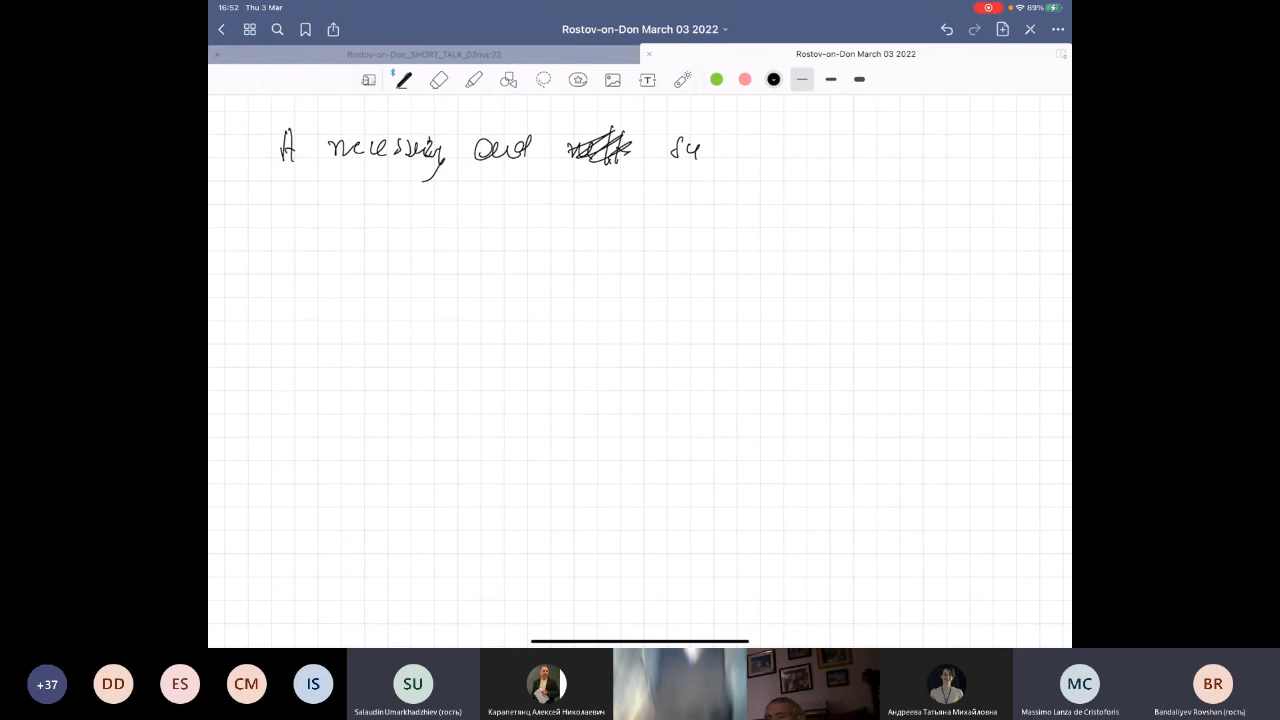 16:52 Thu 3 Mar 89%
Rostov-on-Don March 03 2022
Rostov-on-Don_SHORT_TALK_03mar22 Rostov-on-Don March 03 2022
T
A necessary and su
+37 DD ES CM IS SU MC BR
Salaudin Umarkhadzhiev (гость) Карапетянц Алексей Николаевич Андреева Татьяна Михайловна Massimo Lanza de Cristoforis Bandaliyev Rovshan (гость)